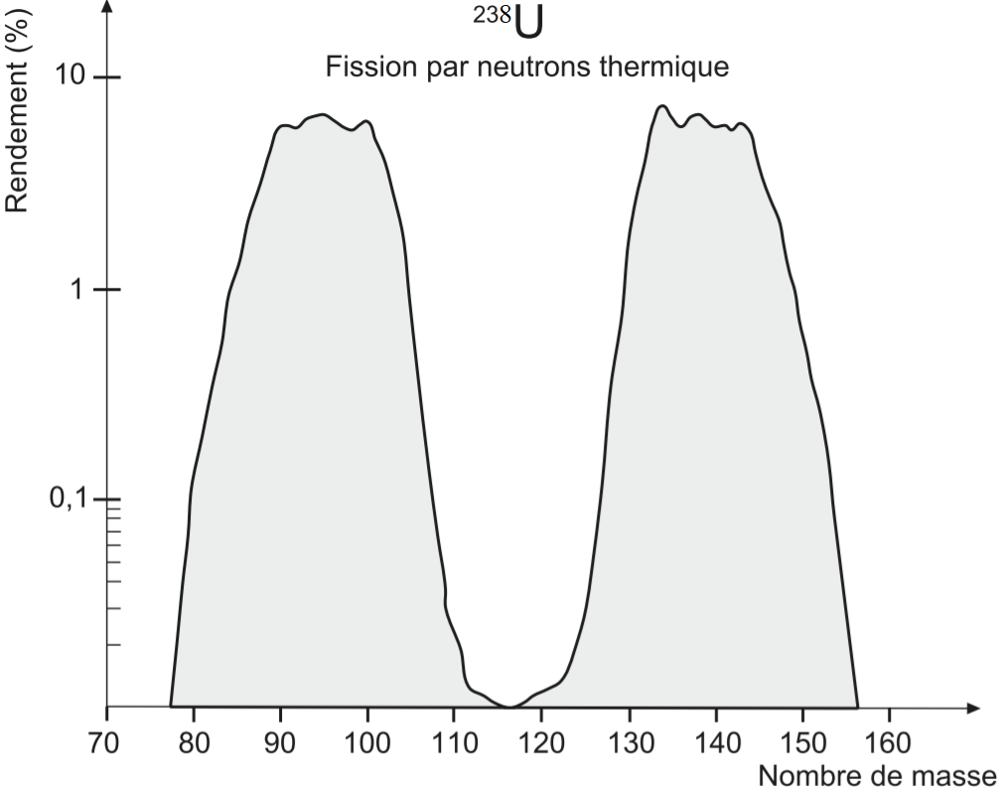 ²³⁸U
Fission par neutrons thermique
Rendement (%)
10
1
0,1
70 80 90 100 110 120 130 140 150 160
Nombre de masse